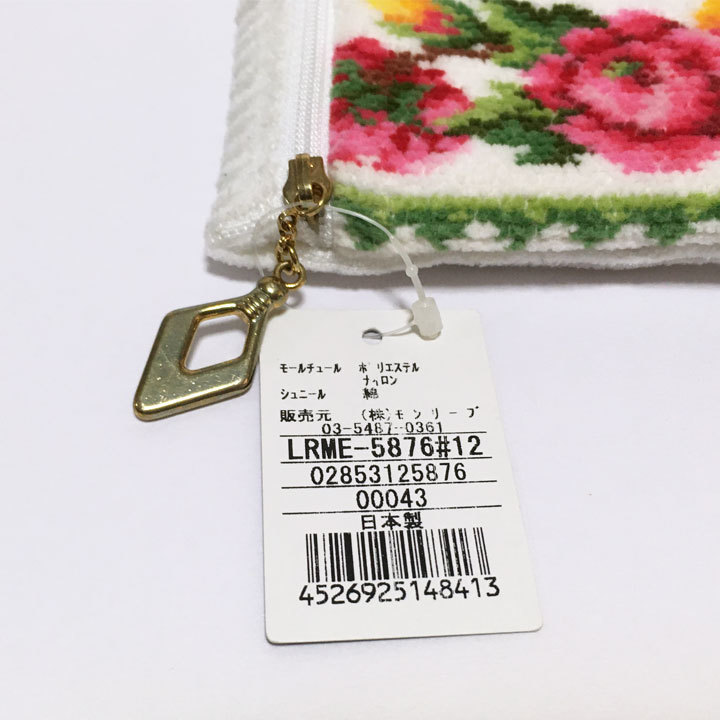 モールチュール ポリエステル
ナイロン
シュニール 綿
販売元 (株)モンリーブ
03-5487-0361
LRME-5876#12
02853125876
00043
日本製
4526925148413